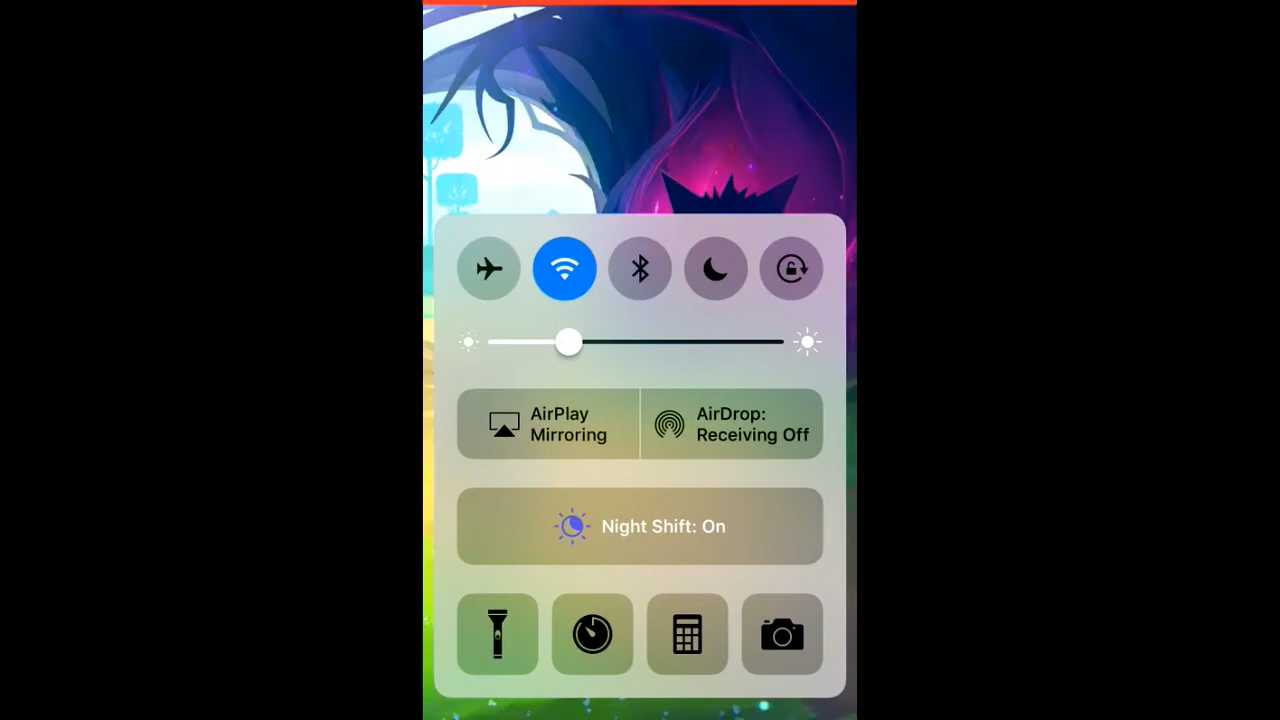 AirPlay
Mirroring
AirDrop:
Receiving Off
Night Shift: On